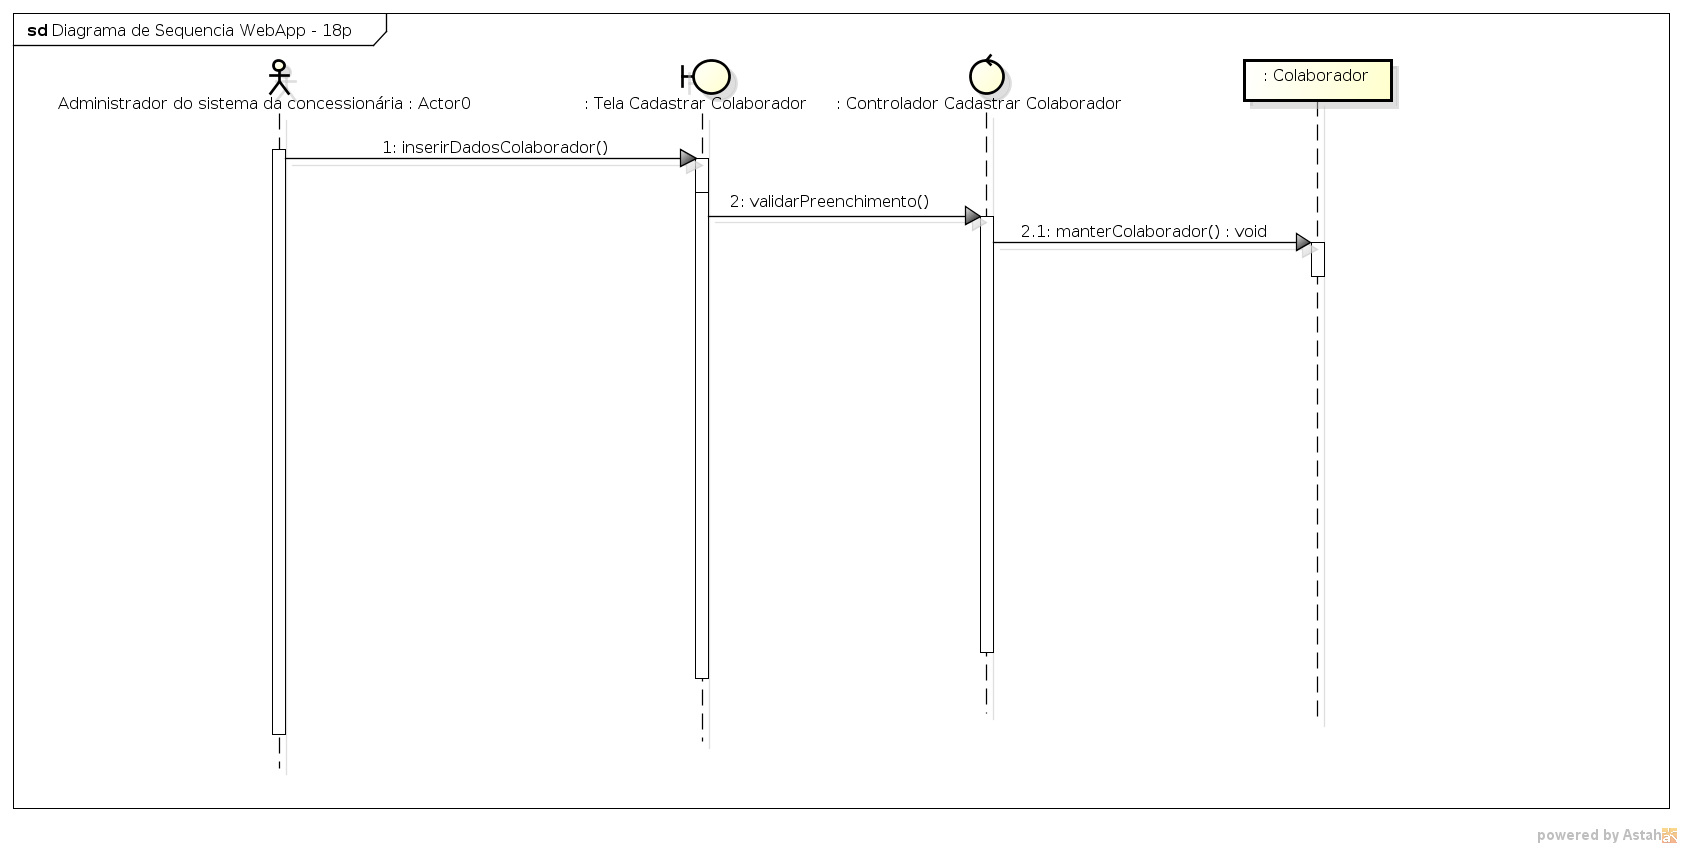 sd Diagrama de Sequencia WebApp - 18p
Administrador do sistema da concessionária : Actor0
: Tela Cadastrar Colaborador
: Controlador Cadastrar Colaborador
: Colaborador
1: inserirDadosColaborador()
2: validarPreenchimento()
2.1: manterColaborador() : void
powered by Astah